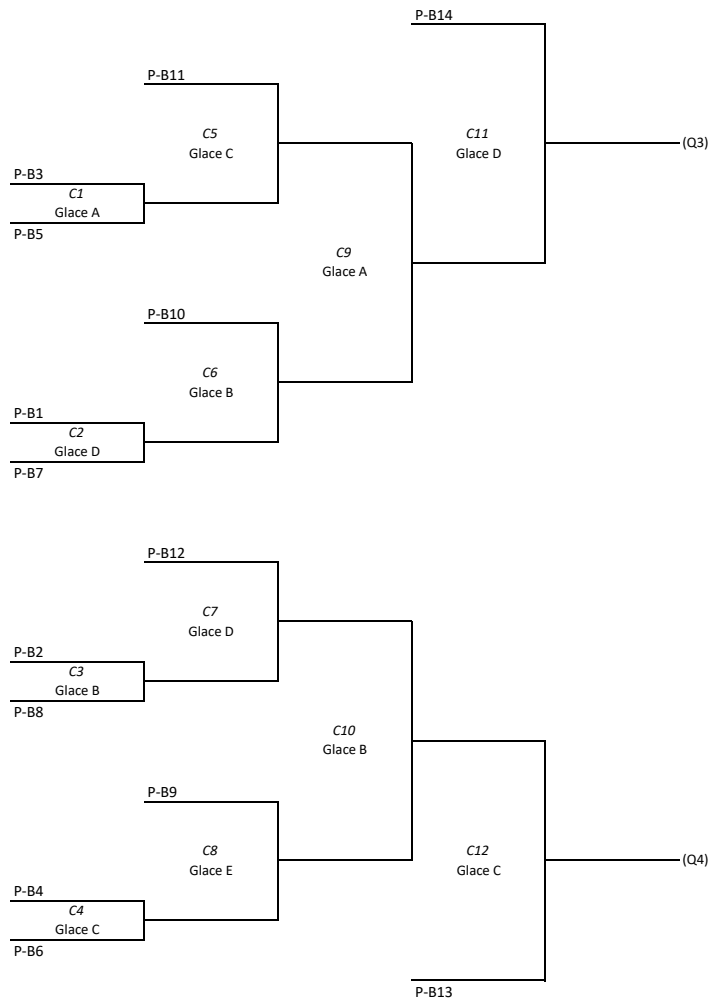 P-B14
P-B11
C5
Glace C
C11
Glace D
(Q3)
P-B3
C1
Glace A
P-B5
C9
Glace A
P-B10
C6
Glace B
P-B1
C2
Glace D
P-B7
P-B12
C7
Glace D
P-B2
C3
Glace B
P-B8
C10
Glace B
P-B9
C8
Glace E
C12
Glace C
(Q4)
P-B4
C4
Glace C
P-B6
P-B13